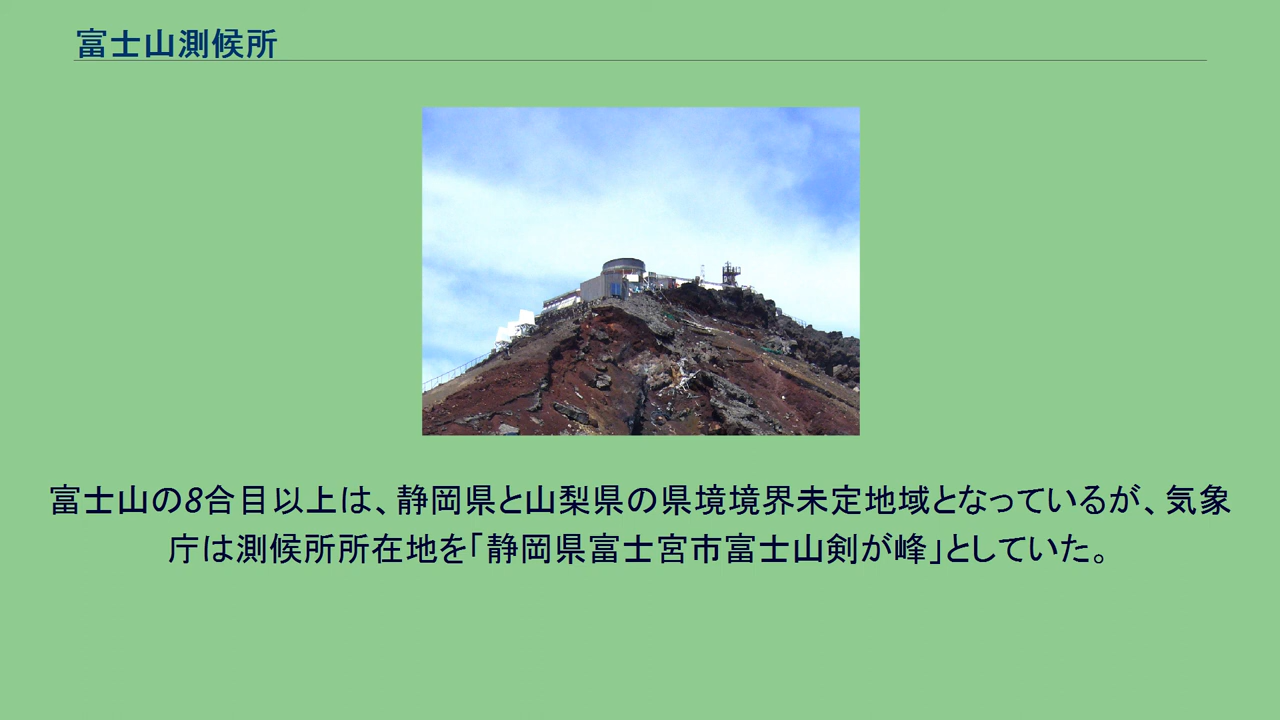 富士山測候所
富士山の8合目以上は、静岡県と山梨県の県境境界未定地域となっているが、気象
庁は測候所所在地を「静岡県富士宮市富士山剣が峰」としていた。